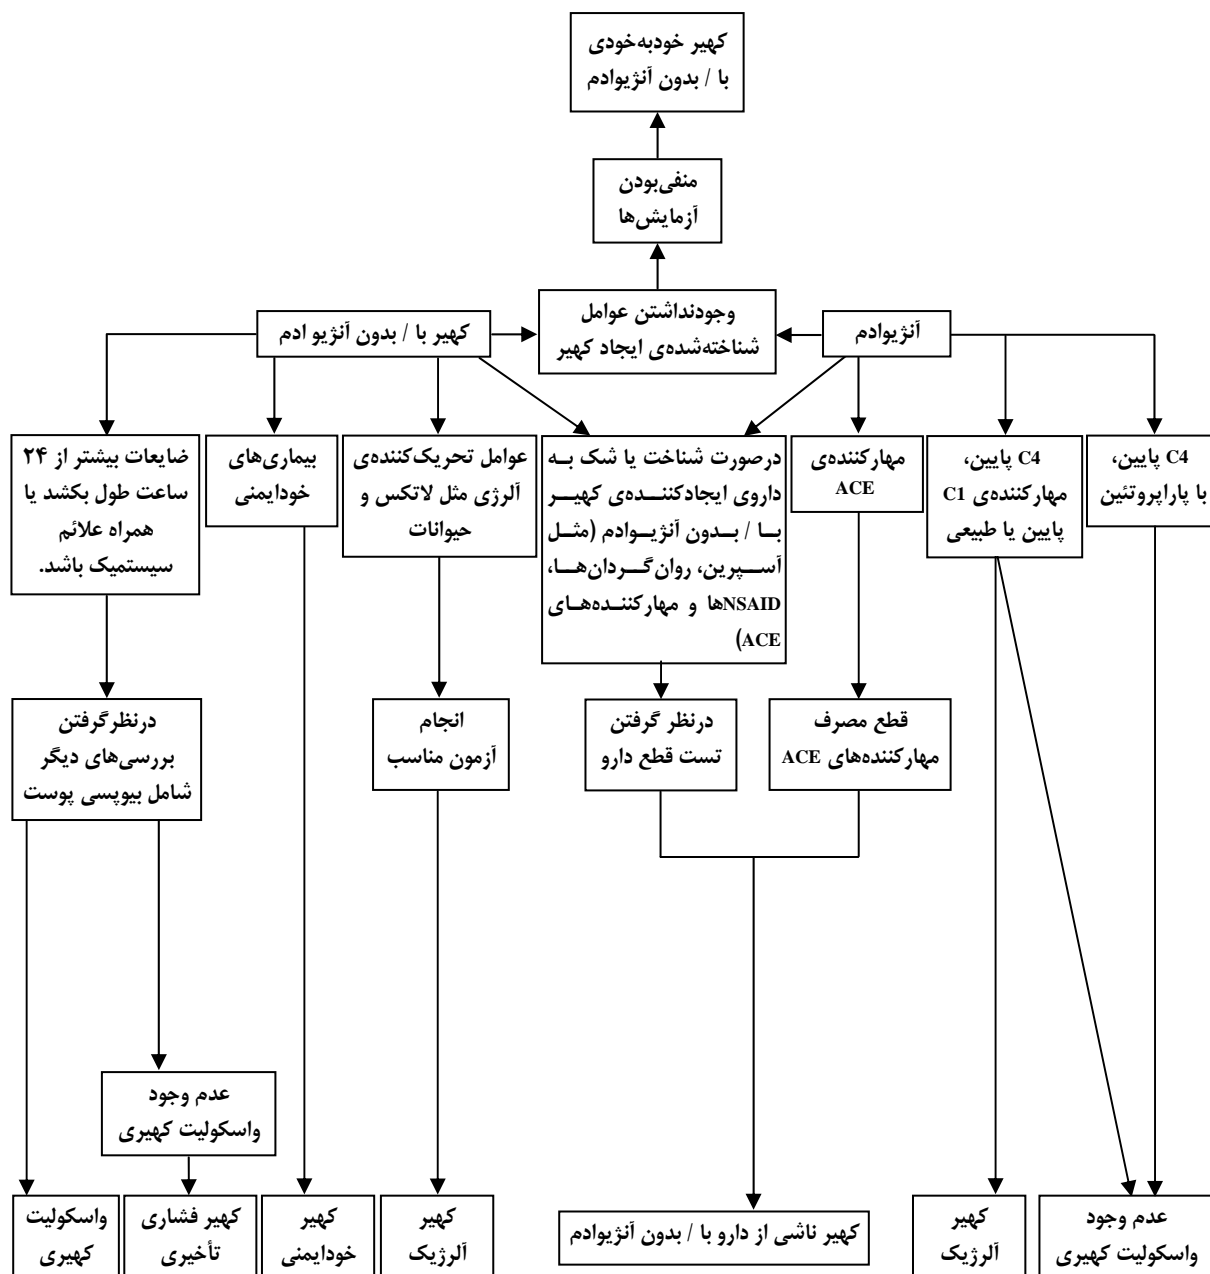 کهیر خودبه‌خودی
با / بدون آنژیوادم
منفی‌بودن
آزمایش‌ها
وجودنداشتن عوامل
شناخته‌شده‌ی ایجاد کهیر
آنژیوادم
کهیر با / بدون آنژیو ادم
C4 پایین،
با پاراپروتئین
C4 پایین،
مهارکننده‌ی C1
پایین یا طبیعی
مهارکننده‌ی
ACE
درصورت شناخت یا شک به
داروی ایجادکننده‌ی کهیر
با / بدون آنژیوادم (مثل
آسپرین، روان‌گردان‌ها،
NSAIDها و مهارکننده‌های
ACE)
عوامل تحریک‌کننده‌ی
آلرژی مثل لاتکس و
حیوانات
بیماری‌های
خودایمنی
ضایعات بیشتر از ۲۴
ساعت طول بکشد یا
همراه علائم
سیستمیک باشد.
قطع مصرف
مهارکننده‌های ACE
درنظر گرفتن
تست قطع دارو
انجام
آزمون مناسب
درنظرگرفتن
بررسی‌های دیگر
شامل بیوپسی پوست
عدم وجود
واسکولیت کهیری
عدم وجود
واسکولیت کهیری
کهیر
آلرژیک
کهیر ناشی از دارو با / بدون آنژیوادم
کهیر
آلرژیک
کهیر
خودایمنی
کهیر فشاری
تأخیری
واسکولیت
کهیری